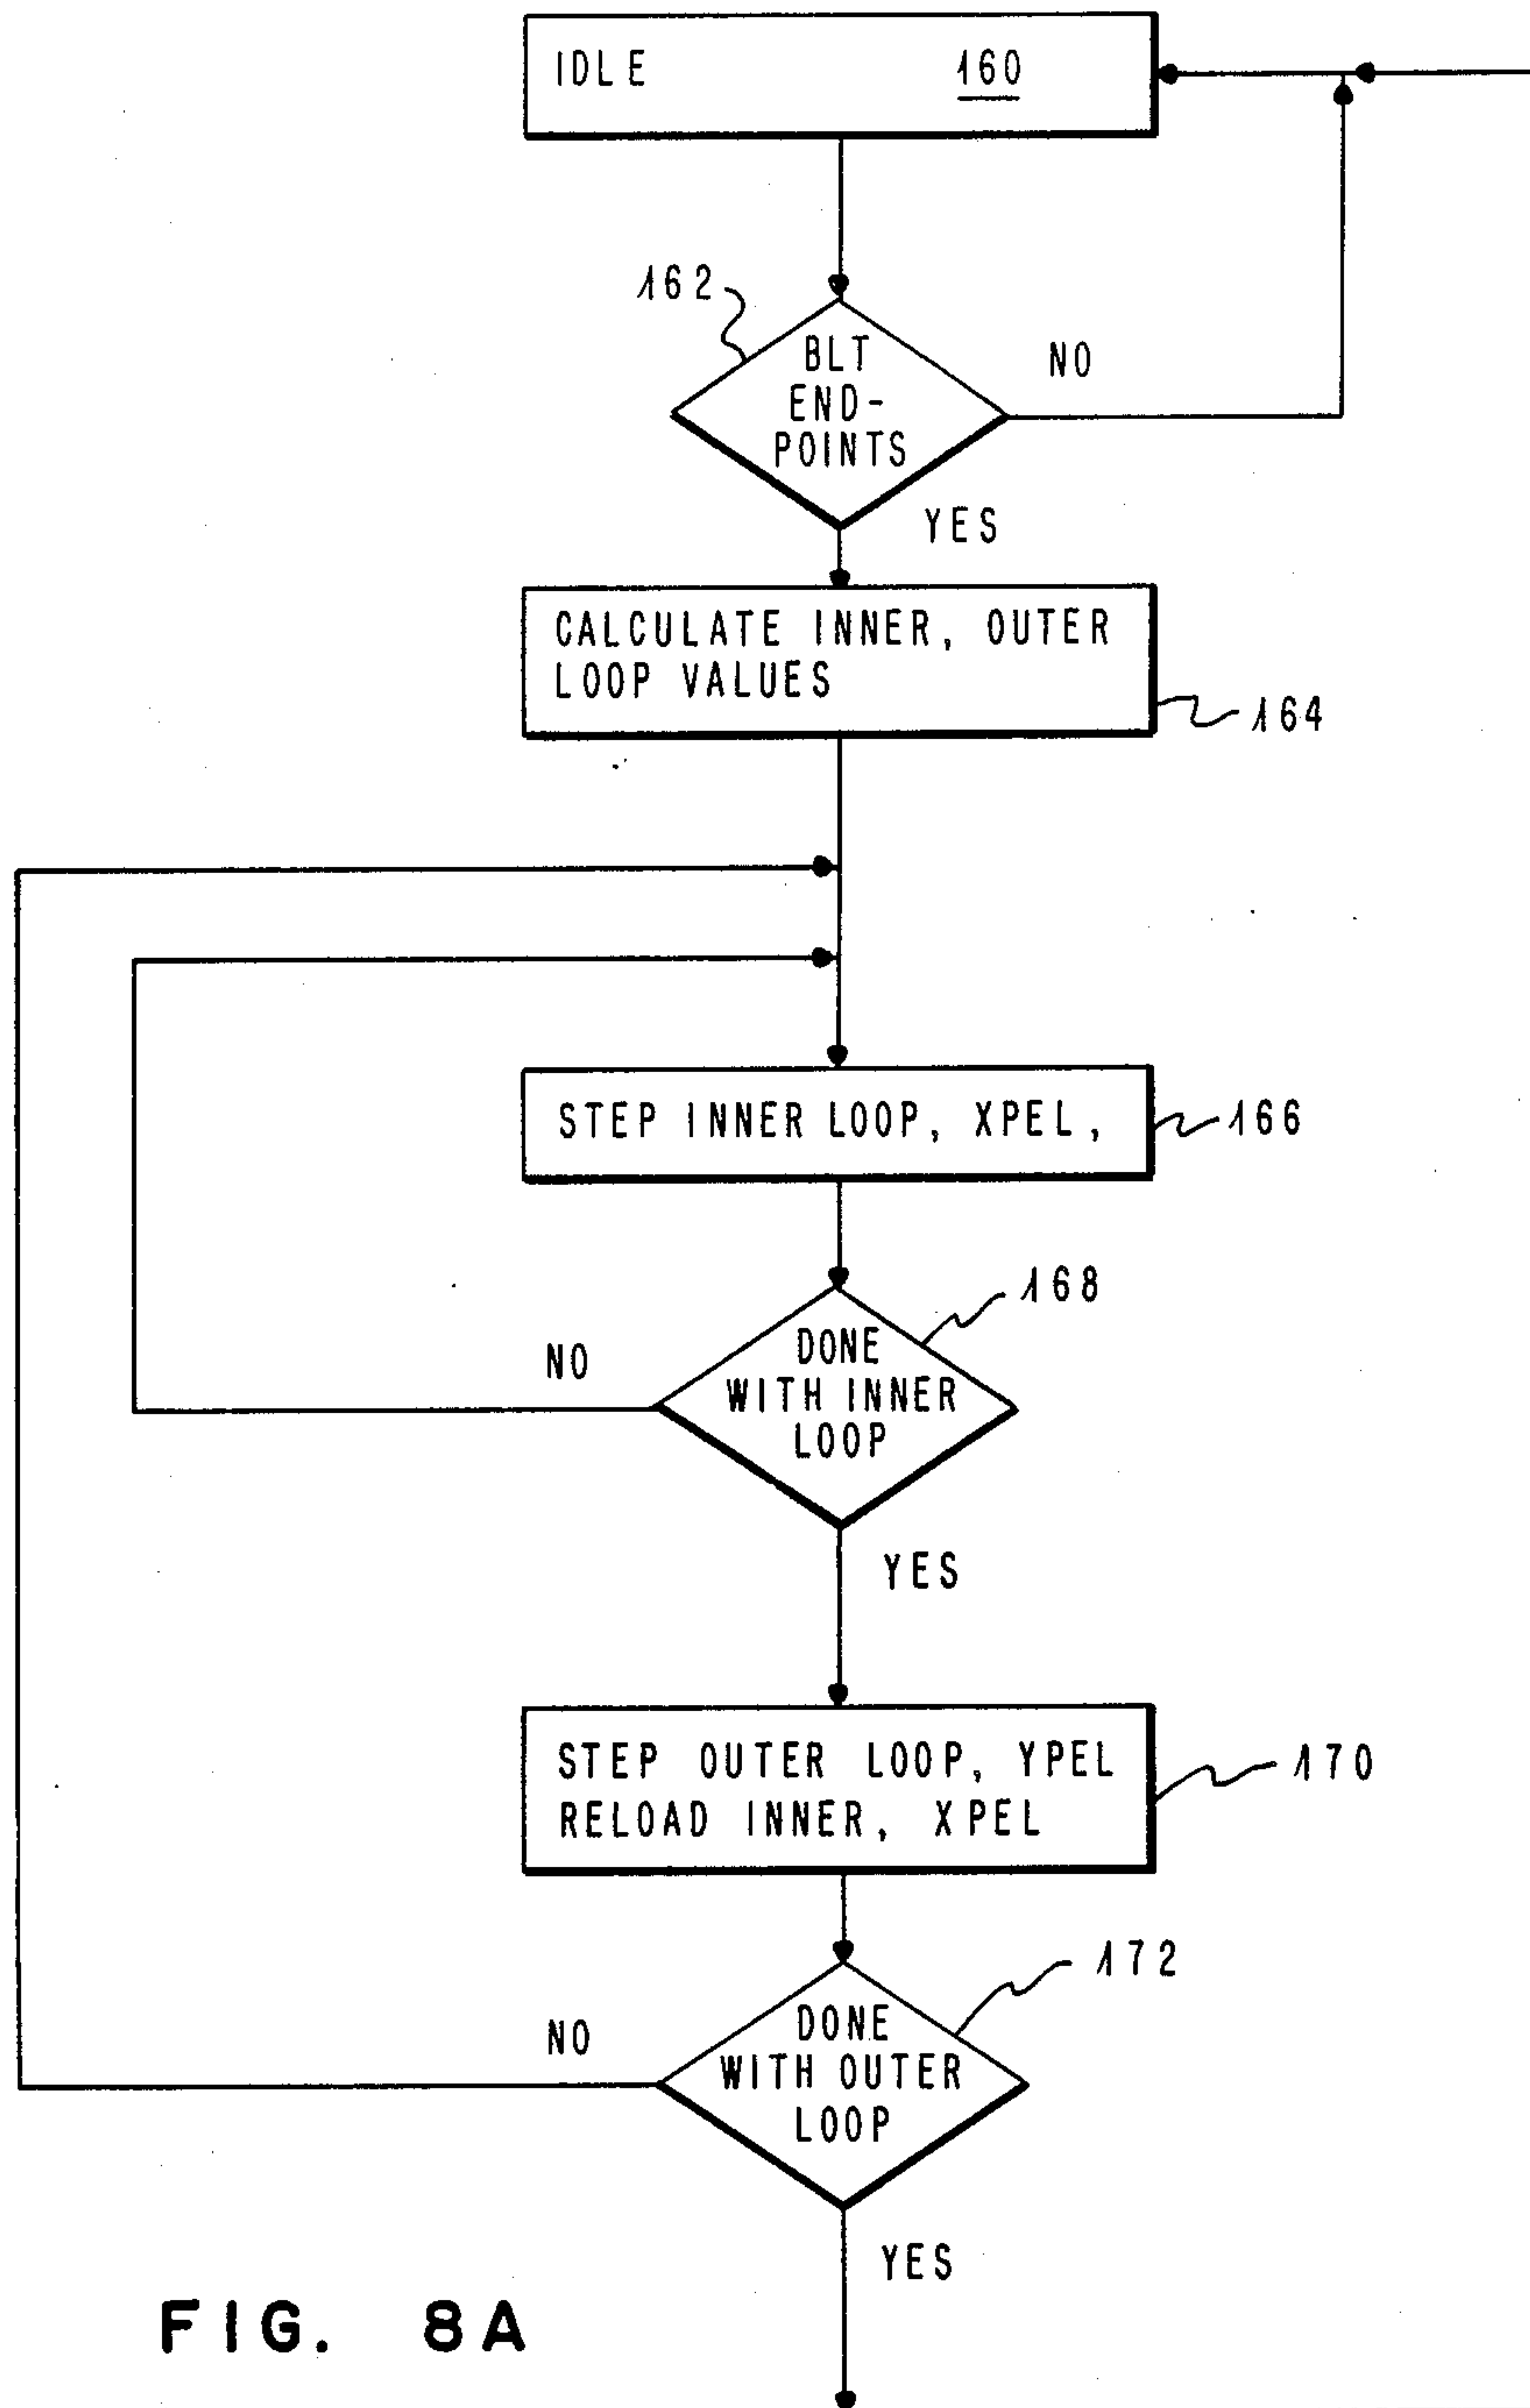 IDLE 160
162
BLT
END-
POINTS
NO
YES
CALCULATE INNER, OUTER
LOOP VALUES
164
STEP INNER LOOP, XPEL,
166
168
DONE
WITH INNER
LOOP
NO
YES
STEP OUTER LOOP, YPEL
RELOAD INNER, XPEL
170
172
DONE
WITH OUTER
LOOP
NO
YES
FIG. 8A